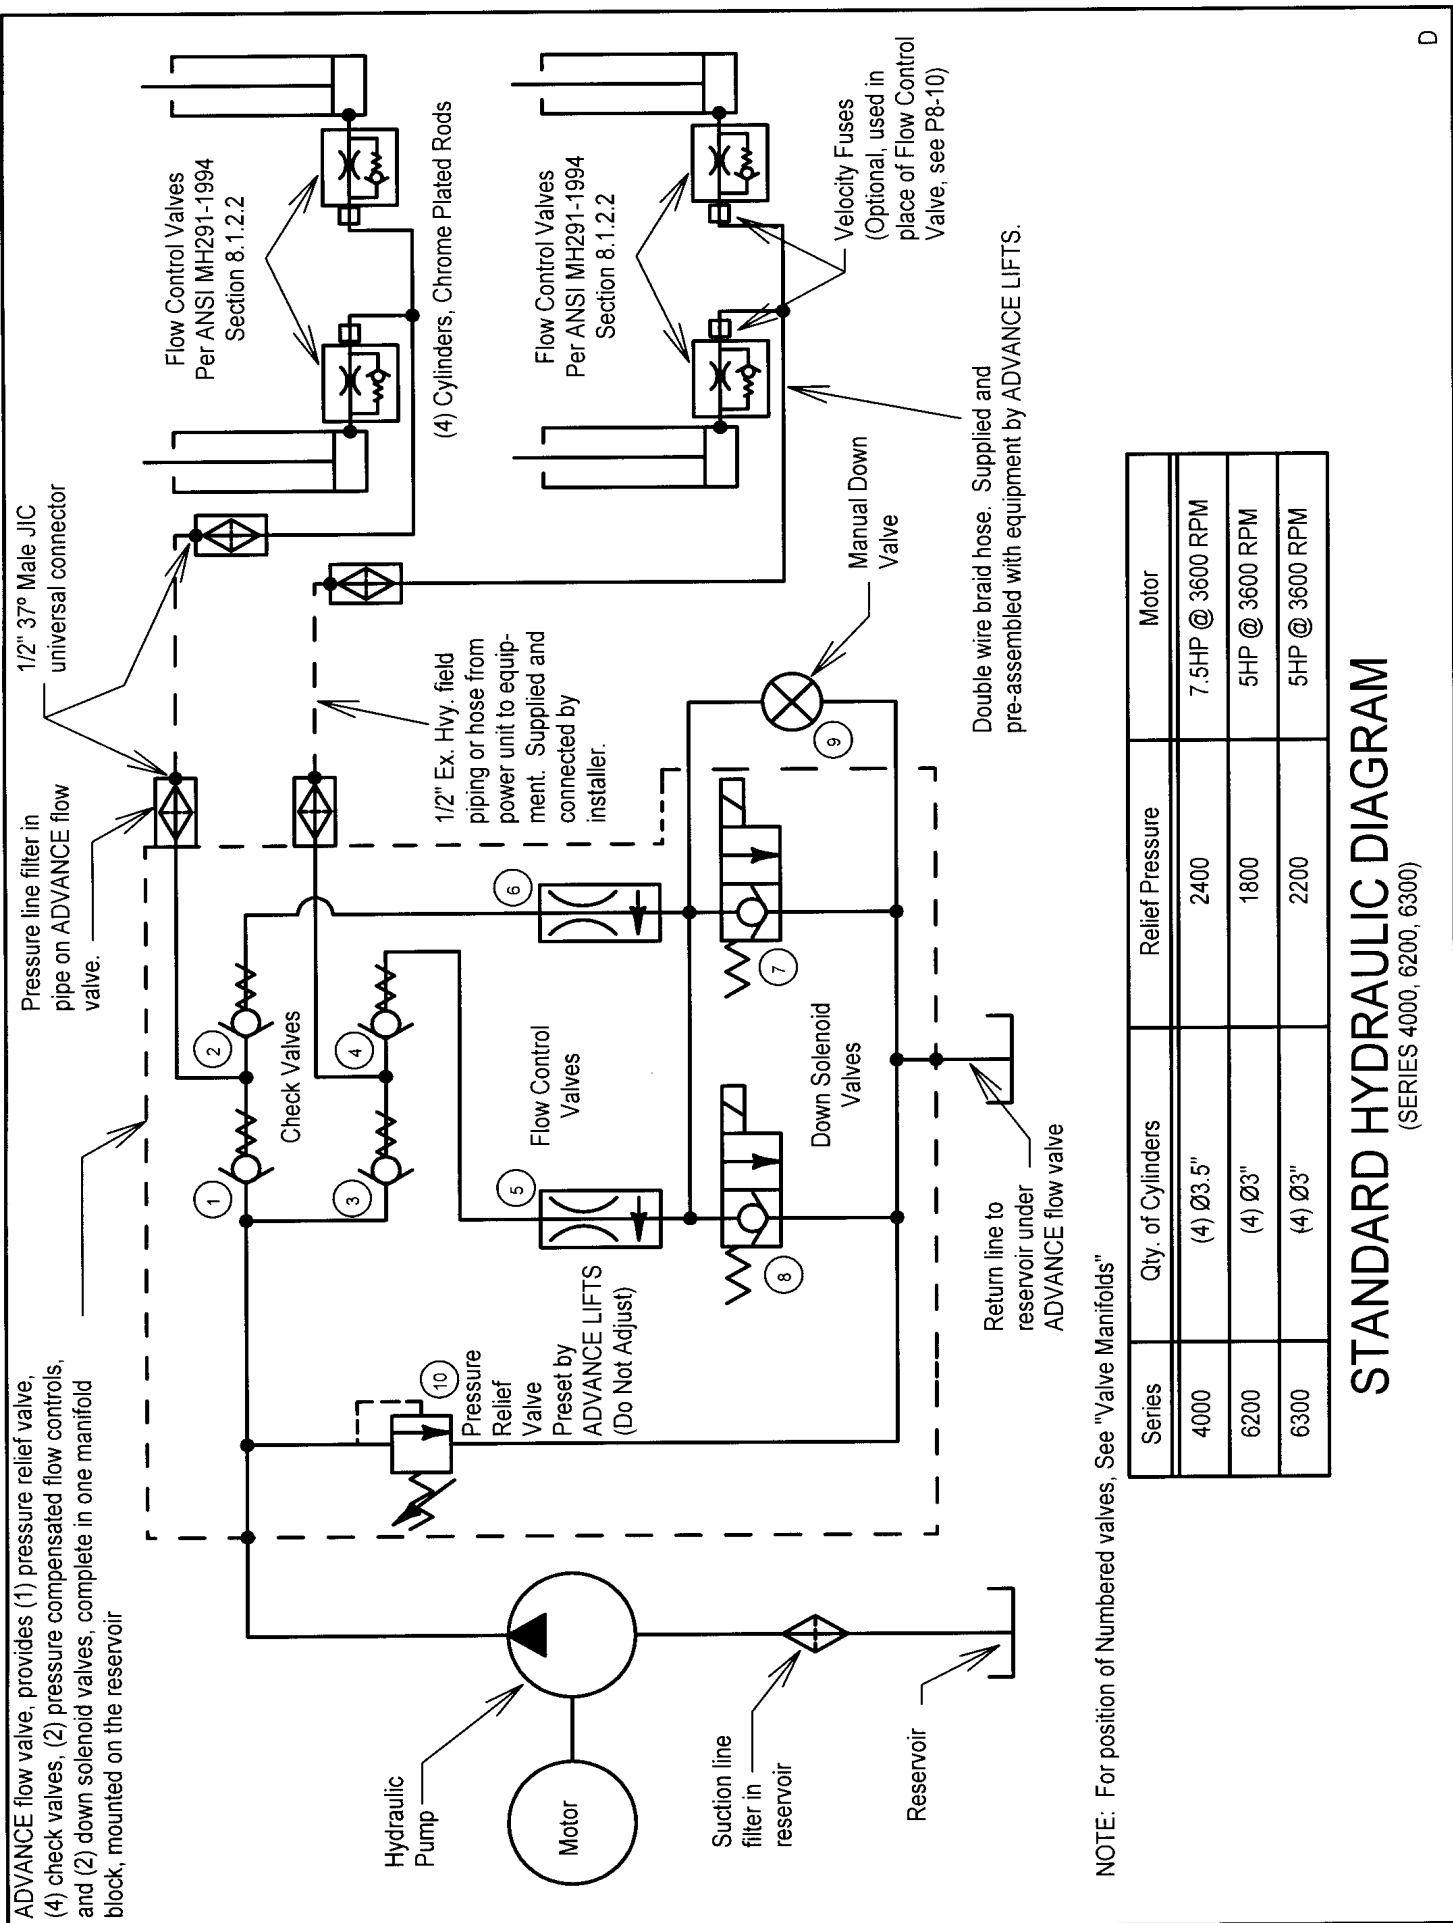 ADVANCE flow valve, provides (1) pressure relief valve,
(4) check valves, (2) pressure compensated flow controls,
and (2) down solenoid valves, complete in one manifold
block, mounted on the reservoir
Pressure line filter in
pipe on ADVANCE flow
valve.
1/2" 37° Male JIC
universal connector
Flow Control Valves
Per ANSI MH291-1994
Section 8.1.2.2
(4) Cylinders, Chrome Plated Rods
Flow Control Valves
Per ANSI MH291-1994
Section 8.1.2.2
Velocity Fuses
(Optional, used in
place of Flow Control
Valve, see P8-10)
1/2" Ex. Hvy. field
piping or hose from
power unit to equip-
ment. Supplied and
connected by
installer.
Manual Down
Valve
Double wire braid hose. Supplied and
pre-assembled with equipment by ADVANCE LIFTS.
1
2
Check Valves
3
4
5
6
Flow Control
Valves
7
8
9
Down Solenoid
Valves
10
Pressure
Relief
Valve
Preset by
ADVANCE LIFTS
(Do Not Adjust)
Hydraulic
Pump
Motor
Suction line
filter in
reservoir
Reservoir
Return line to
reservoir under
ADVANCE flow valve
NOTE: For position of Numbered valves, See "Valve Manifolds"
Series Qty. of Cylinders Relief Pressure Motor
4000 (4) Ø3.5" 2400 7.5HP @ 3600 RPM
6200 (4) Ø3" 1800 5HP @ 3600 RPM
6300 (4) Ø3" 2200 5HP @ 3600 RPM
STANDARD HYDRAULIC DIAGRAM
(SERIES 4000, 6200, 6300)
D